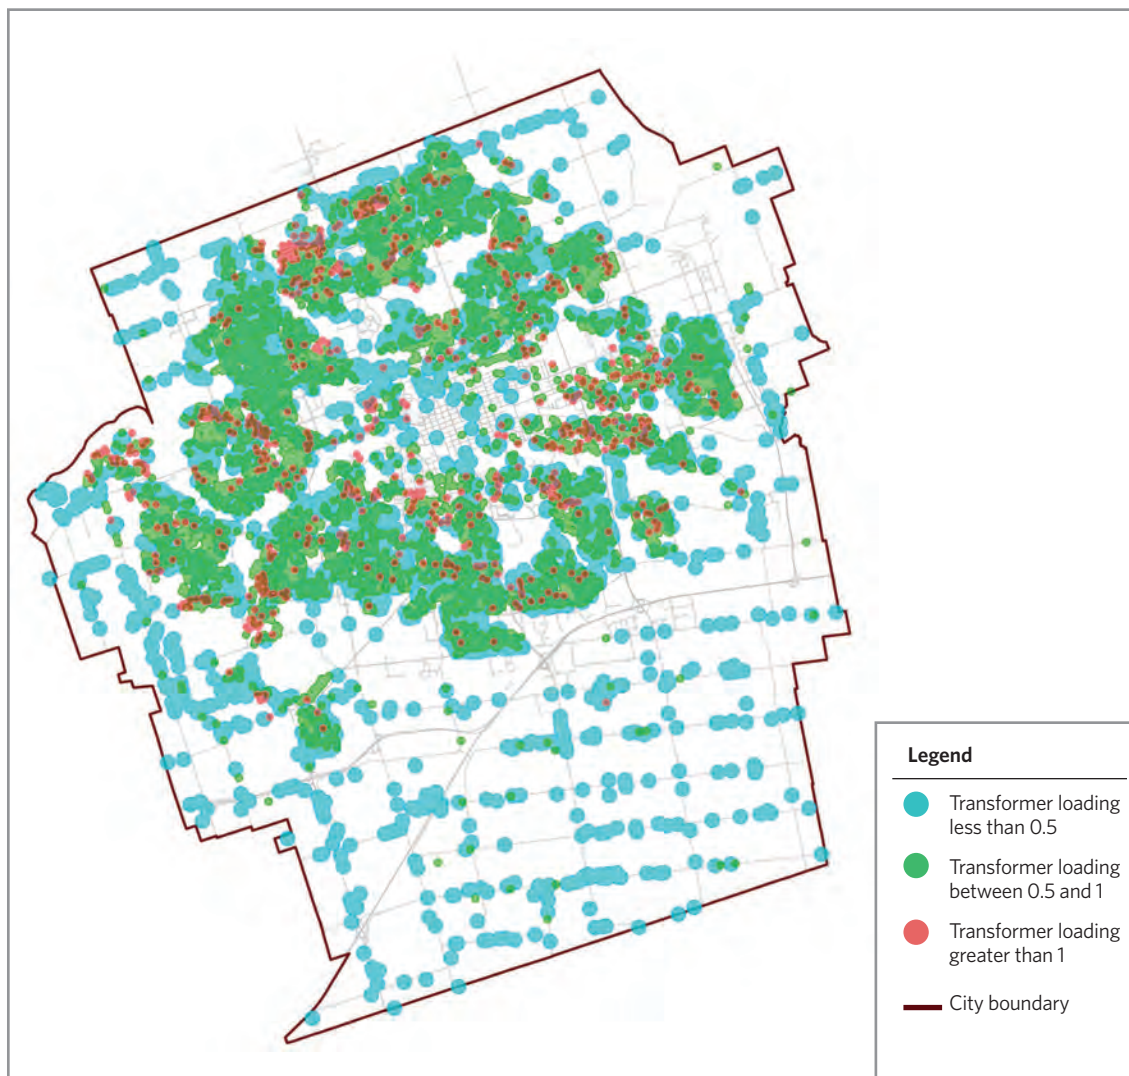 Legend
Transformer loading
less than 0.5
Transformer loading
between 0.5 and 1
Transformer loading
greater than 1
City boundary